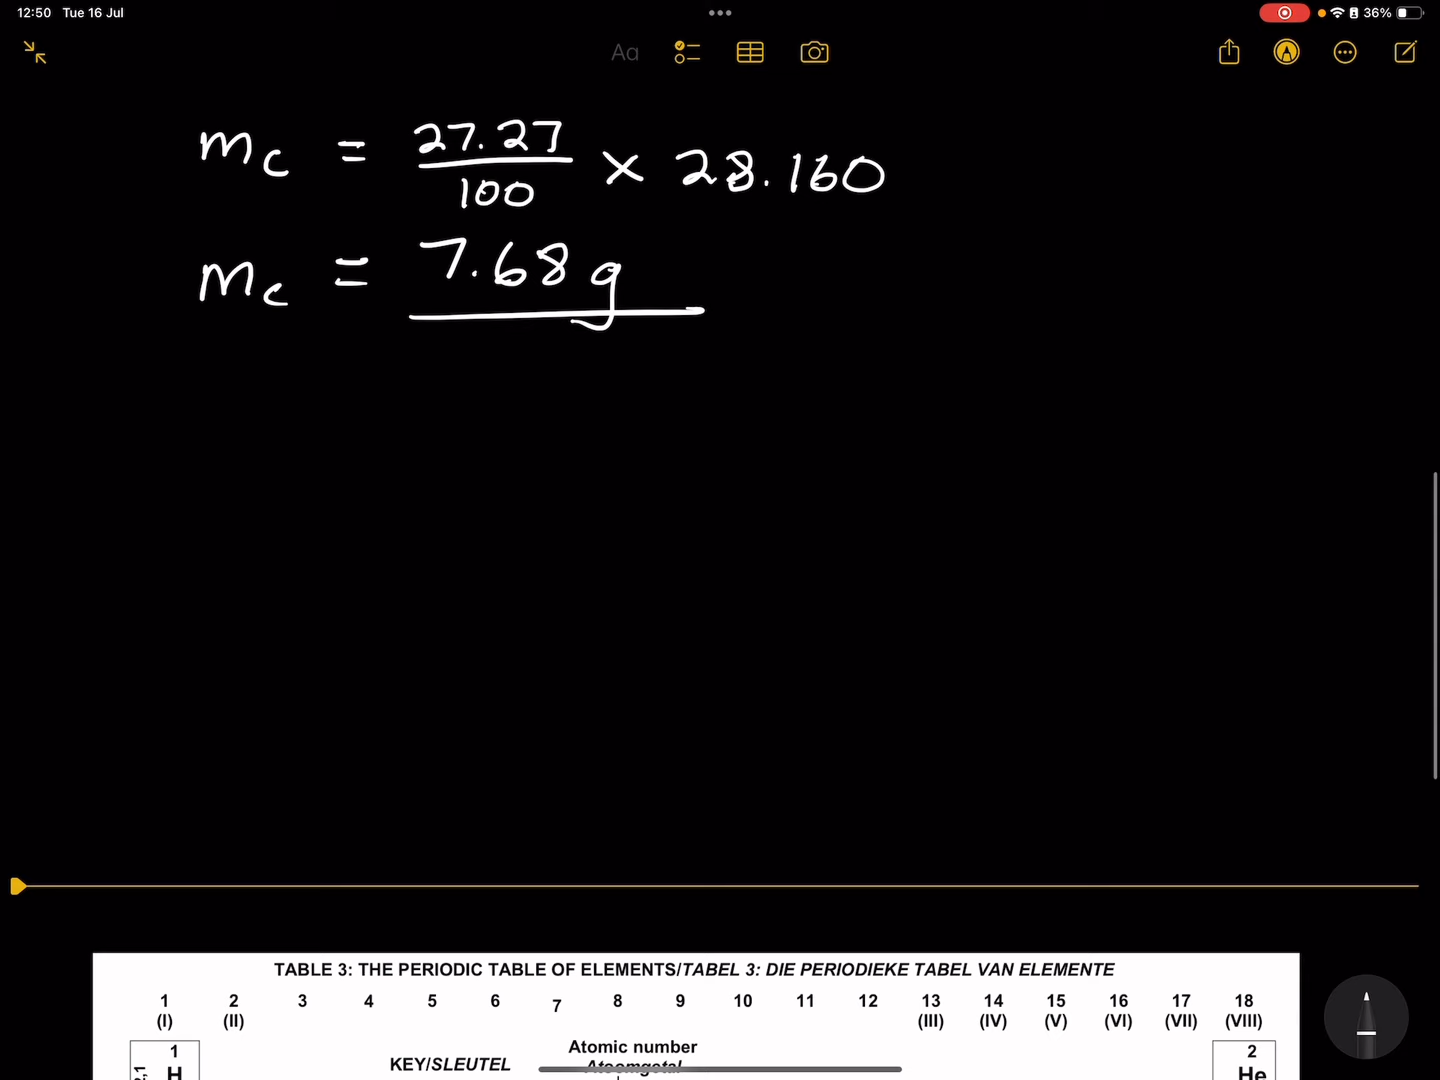 12:50 Tue 16 Jul
36%
Aa
mc = 27.27/100 × 28.160
mc = 7.68 g
TABLE 3: THE PERIODIC TABLE OF ELEMENTS/TABEL 3: DIE PERIODIEKE TABEL VAN ELEMENTE
1 2 3 4 5 6 7 8 9 10 11 12 13 14 15 16 17 18
(I) (II) (III) (IV) (V) (VI) (VII) (VIII)
1 KEY/SLEUTEL Atomic number 2
H Atoomgetal He